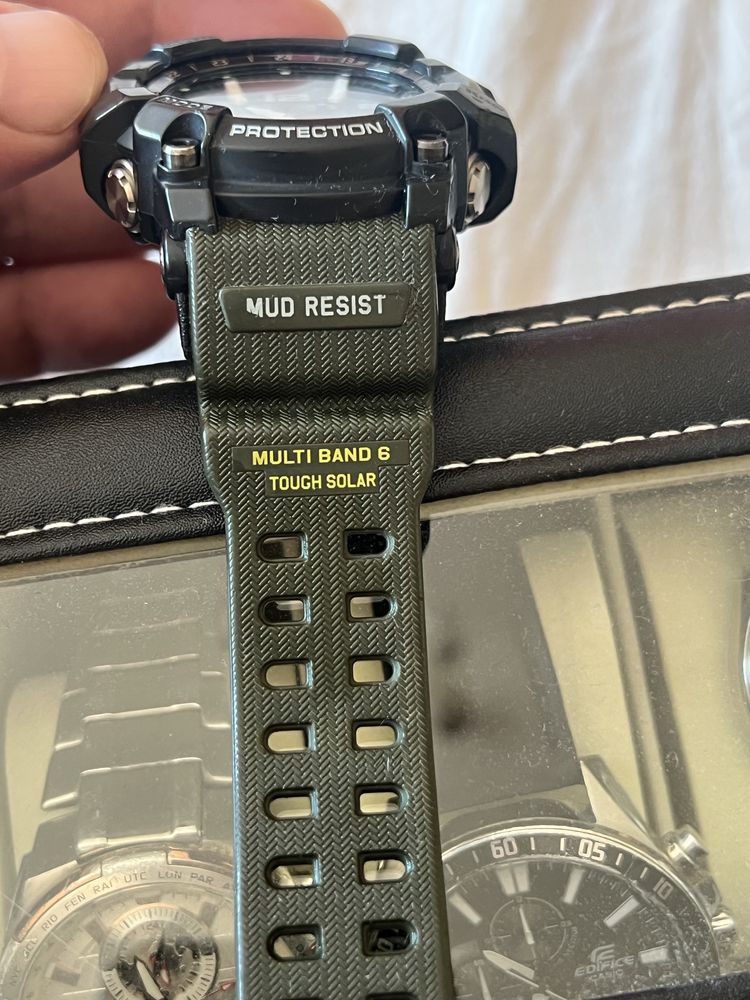 PROTECTION
MUD RESIST
MULTI BAND 6
TOUGH SOLAR
60
05
10
RIO FEN RAI UTC LON PAR
EDIFICE
CASIO